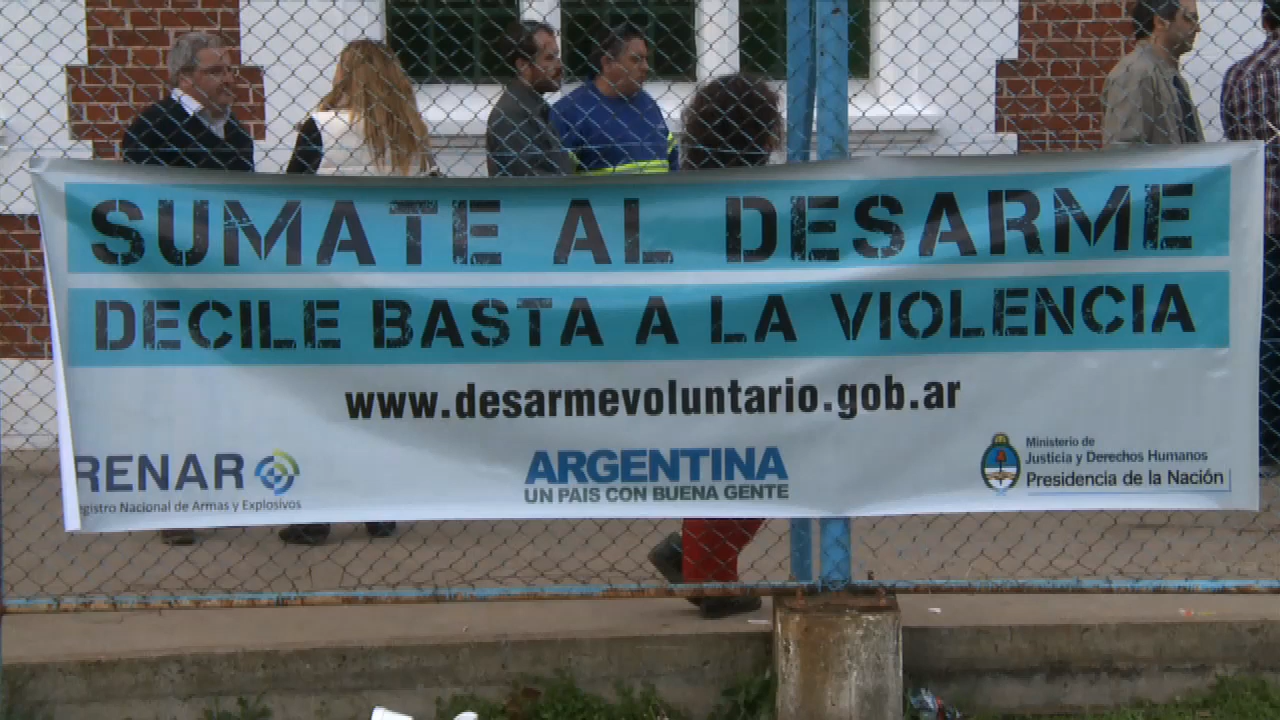 SUMATE AL DESARME
DECILE BASTA A LA VIOLENCIA
www.desarmevoluntario.gob.ar
RENAR
egistro Nacional de Armas y Explosivos
ARGENTINA
UN PAIS CON BUENA GENTE
Ministerio de
Justicia y Derechos Humanos
Presidencia de la Nación